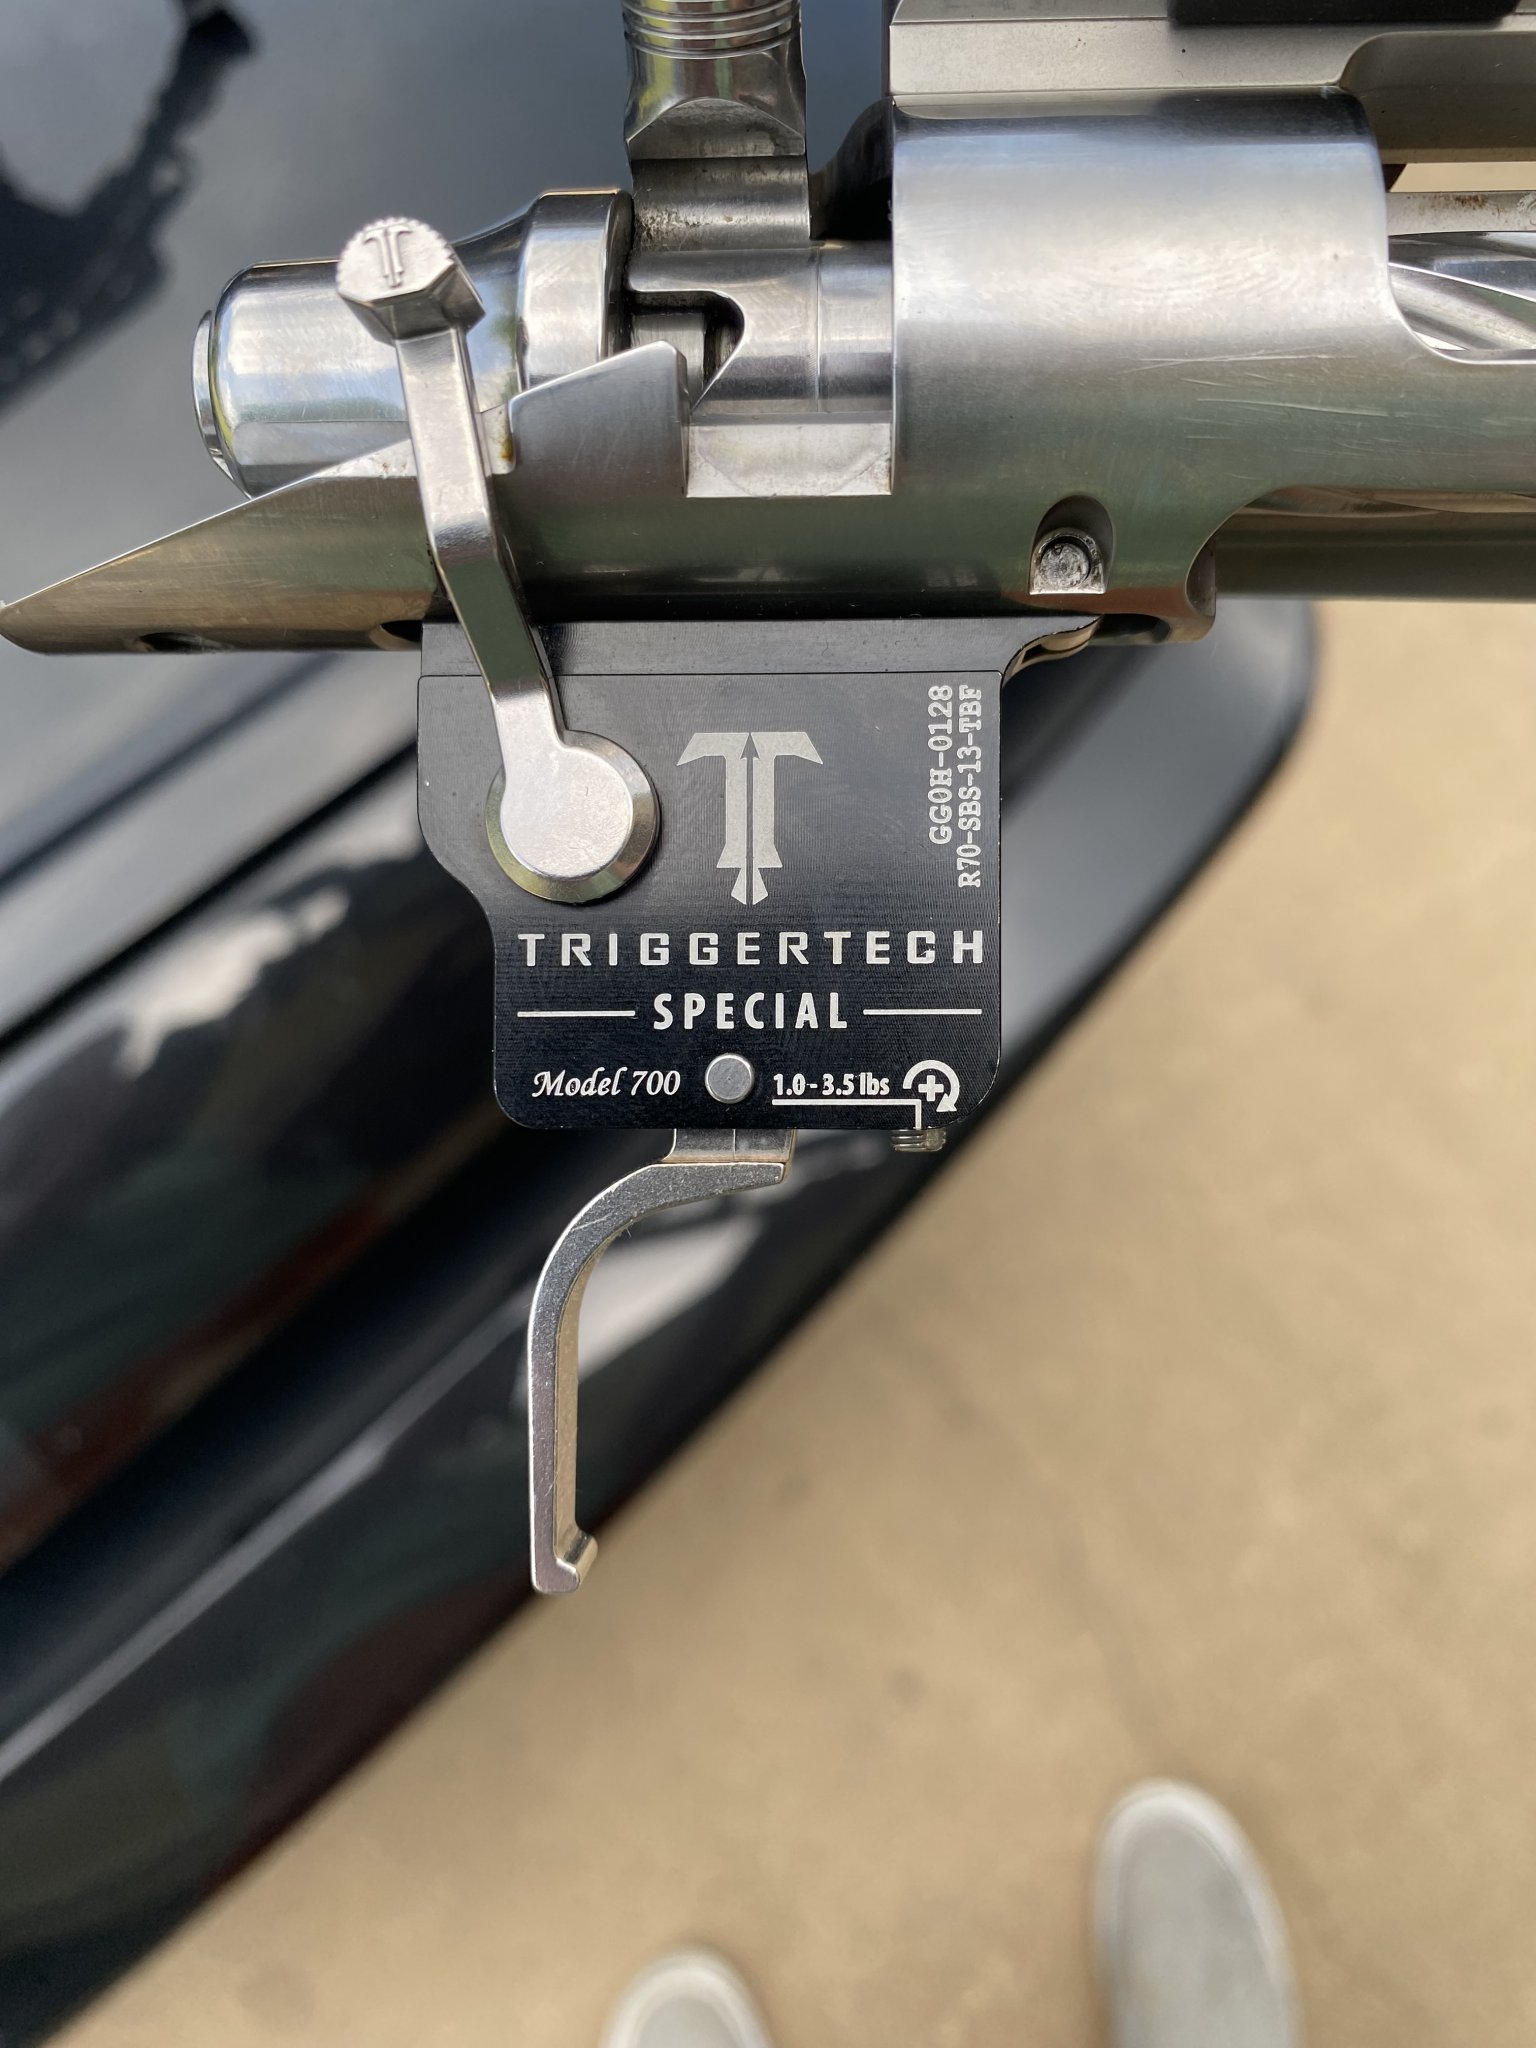 GG0H-0128
R70-SBS-13-TBF
TRIGGERTECH
SPECIAL
Model 700
1.0 - 3.5 lbs